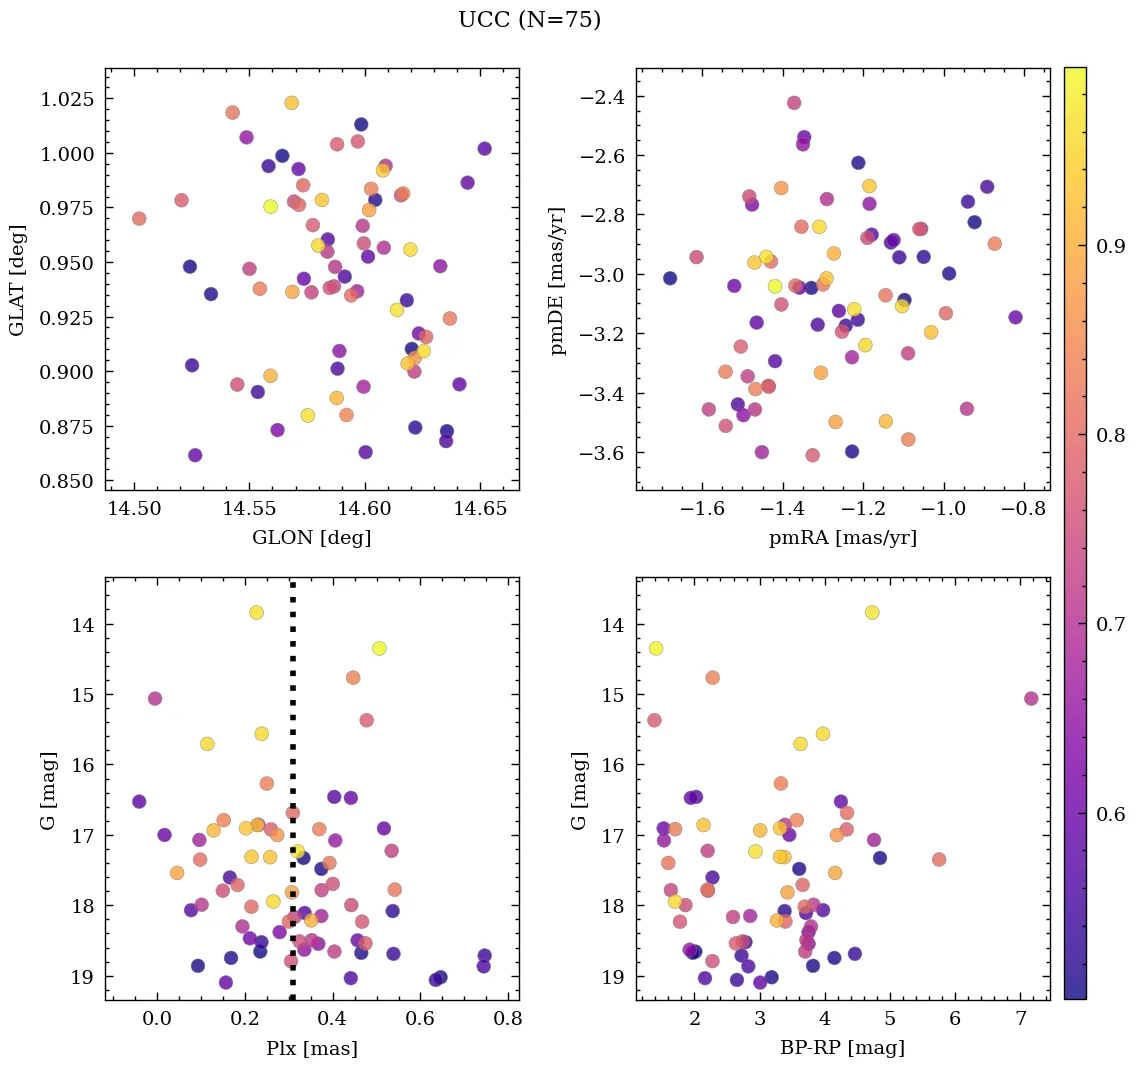 UCC (N=75)
1.025
1.000
0.975
0.950
0.925
0.900
0.875
0.850
GLAT [deg]
14.50 14.55 14.60 14.65
GLON [deg]
−2.4
−2.6
−2.8
−3.0
−3.2
−3.4
−3.6
pmDE [mas/yr]
−1.6 −1.4 −1.2 −1.0 −0.8
pmRA [mas/yr]
14
15
16
17
18
19
G [mag]
0.0 0.2 0.4 0.6 0.8
Plx [mas]
14
15
16
17
18
19
G [mag]
2 3 4 5 6 7
BP-RP [mag]
0.9
0.8
0.7
0.6